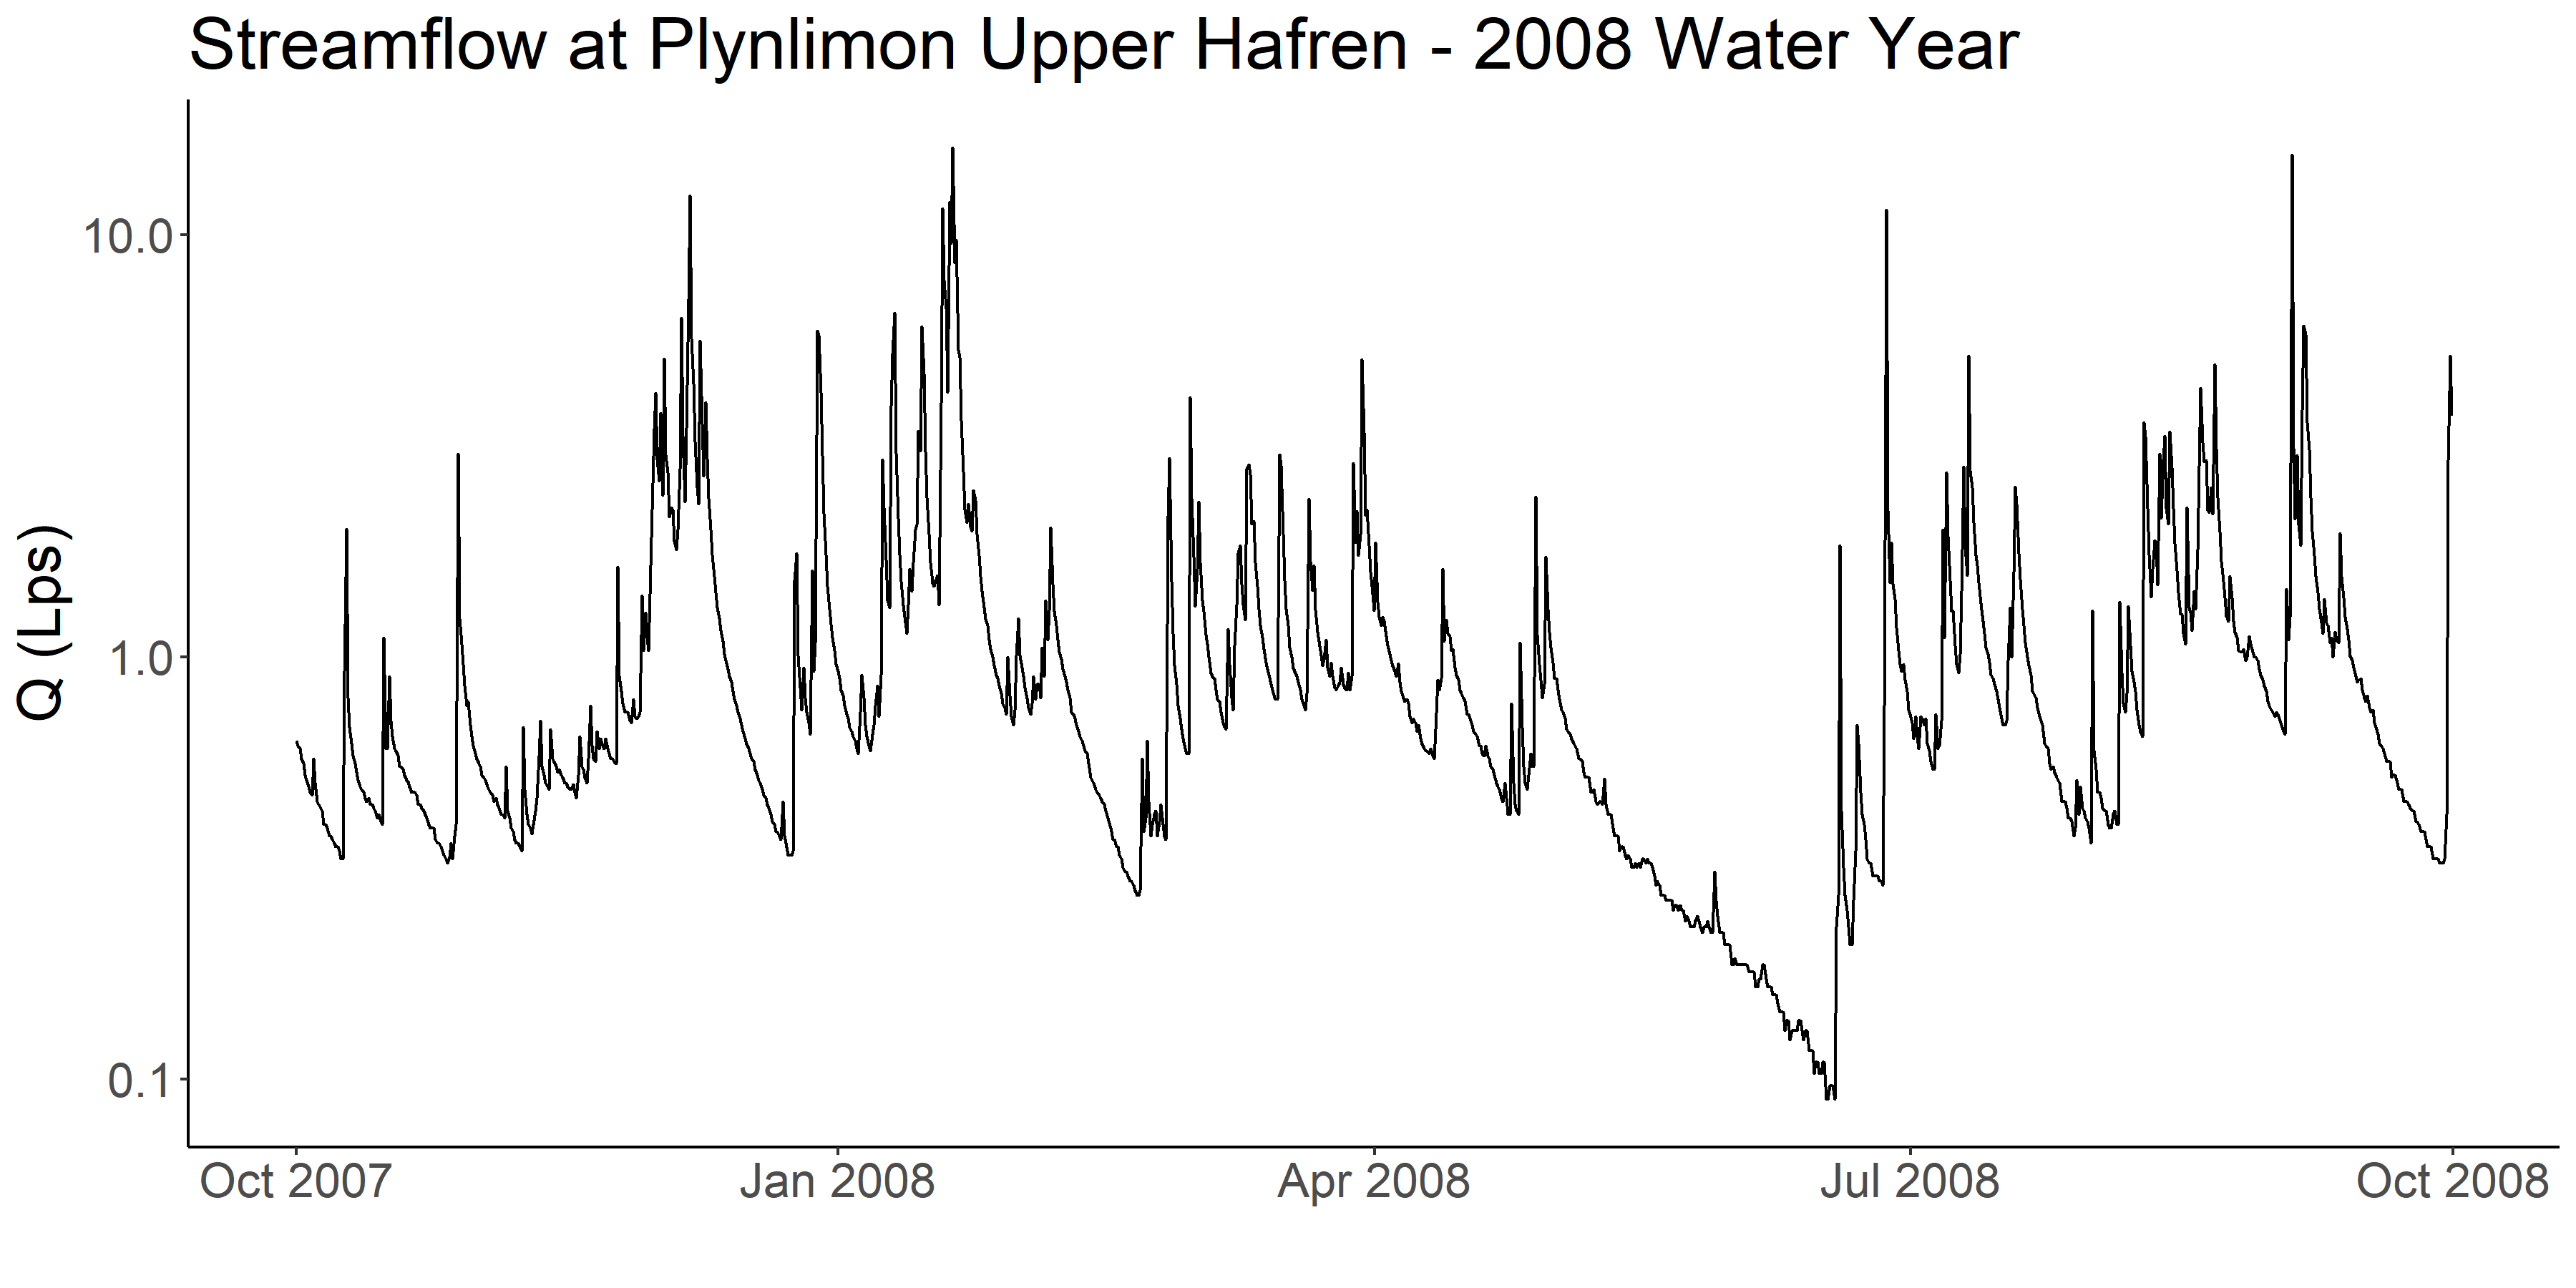 Streamflow at Plynlimon Upper Hafren - 2008 Water Year
Q (Lps)
10.0
1.0
0.1
Oct 2007 Jan 2008 Apr 2008 Jul 2008 Oct 2008